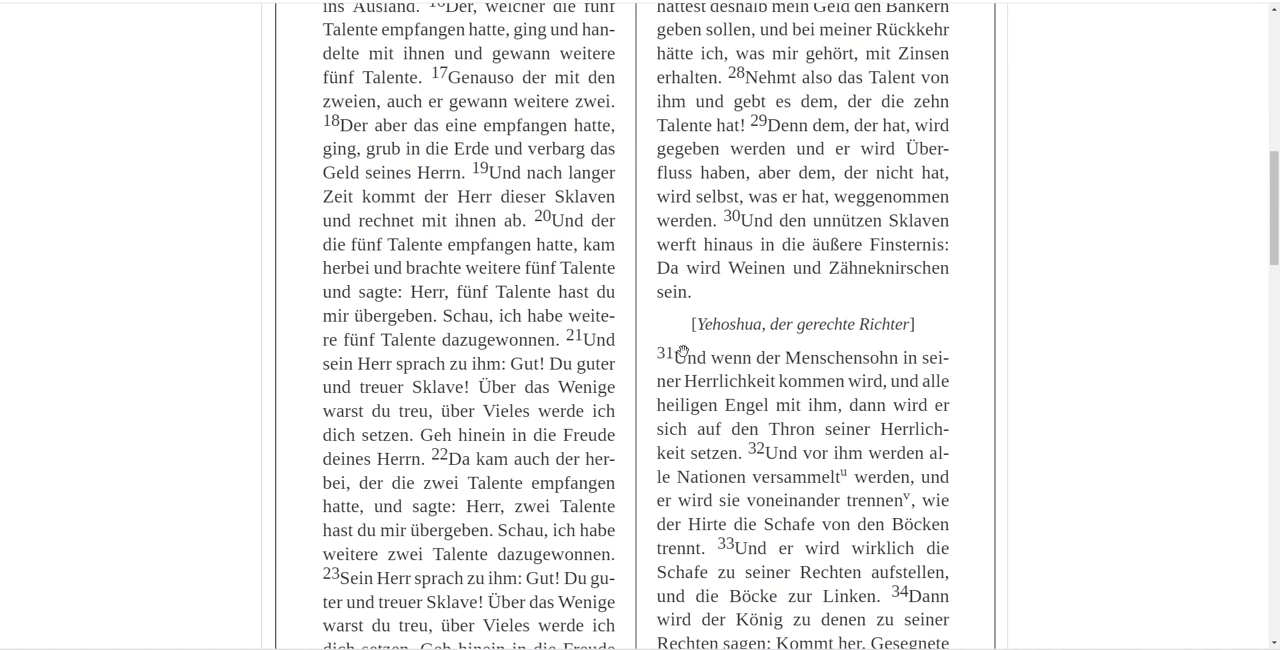 ins Ausland. 16Der, welcher die fünf
Talente empfangen hatte, ging und han-
delte mit ihnen und gewann weitere
fünf Talente. 17Genauso der mit den
zweien, auch er gewann weitere zwei.
18Der aber das eine empfangen hatte,
ging, grub in die Erde und verbarg das
Geld seines Herrn. 19Und nach langer
Zeit kommt der Herr dieser Sklaven
und rechnet mit ihnen ab. 20Und der
die fünf Talente empfangen hatte, kam
herbei und brachte weitere fünf Talente
und sagte: Herr, fünf Talente hast du
mir übergeben. Schau, ich habe weite-
re fünf Talente dazugewonnen. 21Und
sein Herr sprach zu ihm: Gut! Du guter
und treuer Sklave! Über das Wenige
warst du treu, über Vieles werde ich
dich setzen. Geh hinein in die Freude
deines Herrn. 22Da kam auch der her-
bei, der die zwei Talente empfangen
hatte, und sagte: Herr, zwei Talente
hast du mir übergeben. Schau, ich habe
weitere zwei Talente dazugewonnen.
23Sein Herr sprach zu ihm: Gut! Du gu-
ter und treuer Sklave! Über das Wenige
warst du treu, über Vieles werde ich
dich setzen. Geh hinein in die Freude
hättest deshalb mein Geld den Bankern
geben sollen, und bei meiner Rückkehr
hätte ich, was mir gehört, mit Zinsen
erhalten. 28Nehmt also das Talent von
ihm und gebt es dem, der die zehn
Talente hat! 29Denn dem, der hat, wird
gegeben werden und er wird Über-
fluss haben, aber dem, der nicht hat,
wird selbst, was er hat, weggenommen
werden. 30Und den unnützen Sklaven
werft hinaus in die äußere Finsternis:
Da wird Weinen und Zähneknirschen
sein.
[Yehoshua, der gerechte Richter]
31Und wenn der Menschensohn in sei-
ner Herrlichkeit kommen wird, und alle
heiligen Engel mit ihm, dann wird er
sich auf den Thron seiner Herrlich-
keit setzen. 32Und vor ihm werden al-
le Nationen versammeltu werden, und
er wird sie voneinander trennenv, wie
der Hirte die Schafe von den Böcken
trennt. 33Und er wird wirklich die
Schafe zu seiner Rechten aufstellen,
und die Böcke zur Linken. 34Dann
wird der König zu denen zu seiner
Rechten sagen: Kommt her, Gesegnete